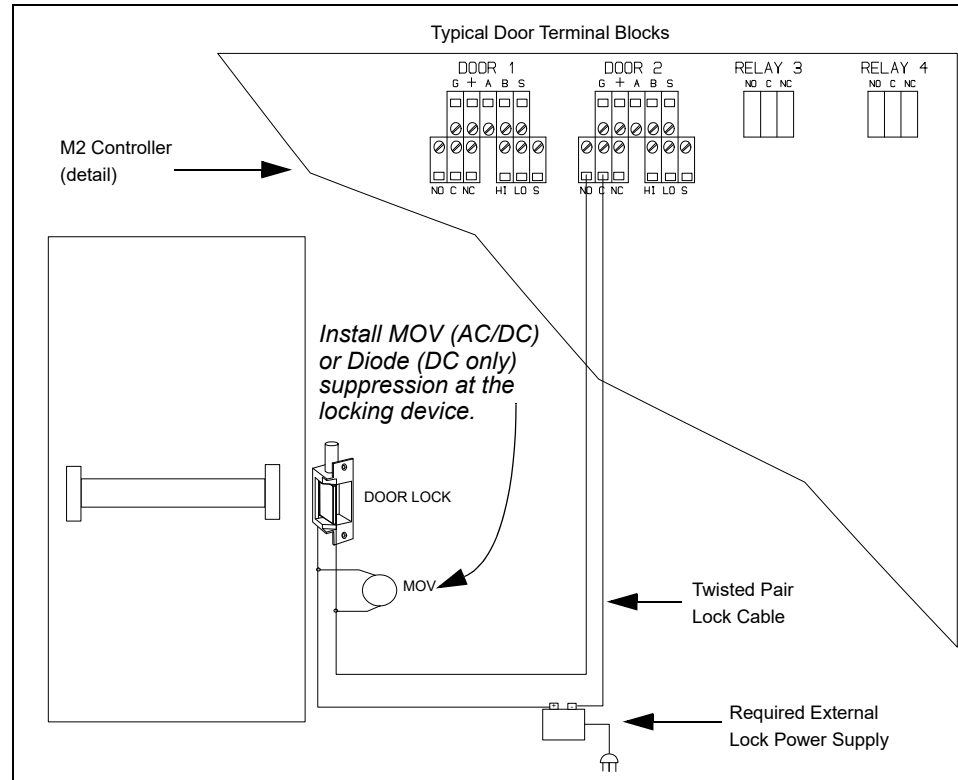 Typical Door Terminal Blocks
DOOR 1
G + A B S
NO C NC HI LO S
DOOR 2
G + A B S
NO C NC HI LO S
RELAY 3
NO C NC
RELAY 4
NO C NC
M2 Controller
(detail)
Install MOV (AC/DC)
or Diode (DC only)
suppression at the
locking device.
DOOR LOCK
MOV
Twisted Pair
Lock Cable
+ -
Required External
Lock Power Supply